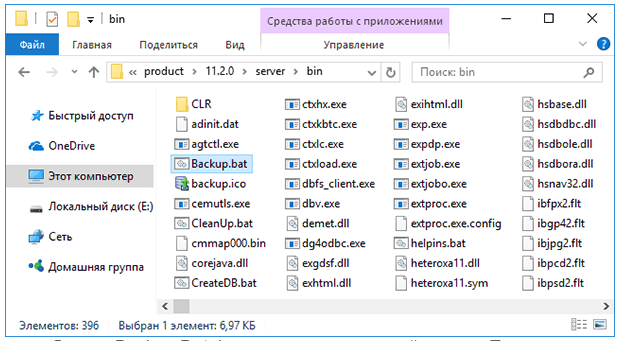 bin
Средства работы с приложениями
Файл
Главная
Поделиться
Вид
Управление
« product › 11.2.0 › server › bin
Поиск: bin
Быстрый доступ
OneDrive
Этот компьютер
Локальный диск (E:)
Сеть
Домашняя группа
CLR
adinit.dat
agtctl.exe
Backup.bat
backup.ico
cemutls.exe
CleanUp.bat
cmmap000.bin
corejava.dll
CreateDB.bat
ctxhx.exe
ctxkbtc.exe
ctxlc.exe
ctxload.exe
dbfs_client.exe
dbv.exe
demet.dll
dg4odbc.exe
exgdsf.dll
exhtml.dll
exihtml.dll
exp.exe
expdp.exe
extjob.exe
extjobo.exe
extproc.exe
extproc.exe.config
helpins.bat
heteroxa11.dll
heteroxa11.sym
hsbase.dll
hsdbdbc.dll
hsdbole.dll
hsdbora.dll
hsnav32.dll
ibfpx2.flt
ibgp42.flt
ibjpg2.flt
ibpcd2.flt
ibpsd2.flt
Элементов: 396
Выбран 1 элемент: 6,97 КБ